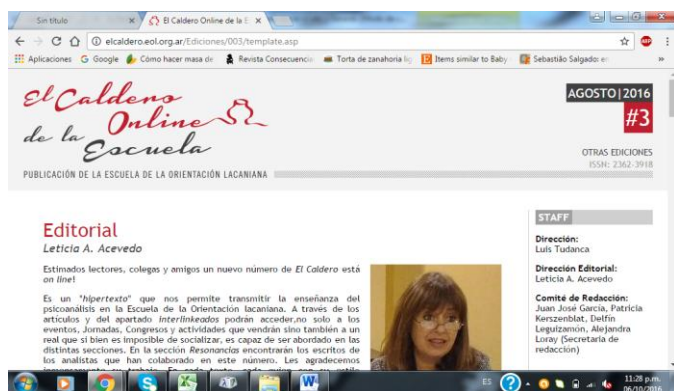 Sin título
El Caldero Online de la E
elcaldero.eol.org.ar/Ediciones/003/template.asp
Aplicaciones Google Cómo hacer masa de Revista Consecuencia Torta de zanahoria lig Items similar to Baby Sebastião Salgado: en
El Caldero
Online
de la
Escuela
PUBLICACIÓN DE LA ESCUELA DE LA ORIENTACIÓN LACANIANA
AGOSTO|2016
#3
OTRAS EDICIONES
ISSN: 2362-3918
Editorial
Leticia A. Acevedo
Estimados lectores, colegas y amigos un nuevo número de El Caldero está
on line!
Es un "hipertexto" que nos permite transmitir la enseñanza del
psicoanálisis en la Escuela de la Orientación lacaniana. A través de los
artículos y del apartado interlinkeados podrán acceder,no solo a los
eventos, Jornadas, Congresos y actividades que vendrán sino también a un
real que si bien es imposible de socializar, es capaz de ser abordado en las
distintas secciones. En la sección Resonancias encontrarán los escritos de
los analistas que han colaborado en este número. Les agradecemos
STAFF
Dirección:
Luis Tudanca
Dirección Editorial:
Leticia A. Acevedo
Comité de Redacción:
Juan José García, Patricia
Kerszenblat, Delfín
Leguizamón, Alejandra
Loray (Secretaria de
redacción)
ES
11:28 p.m.
06/10/2016